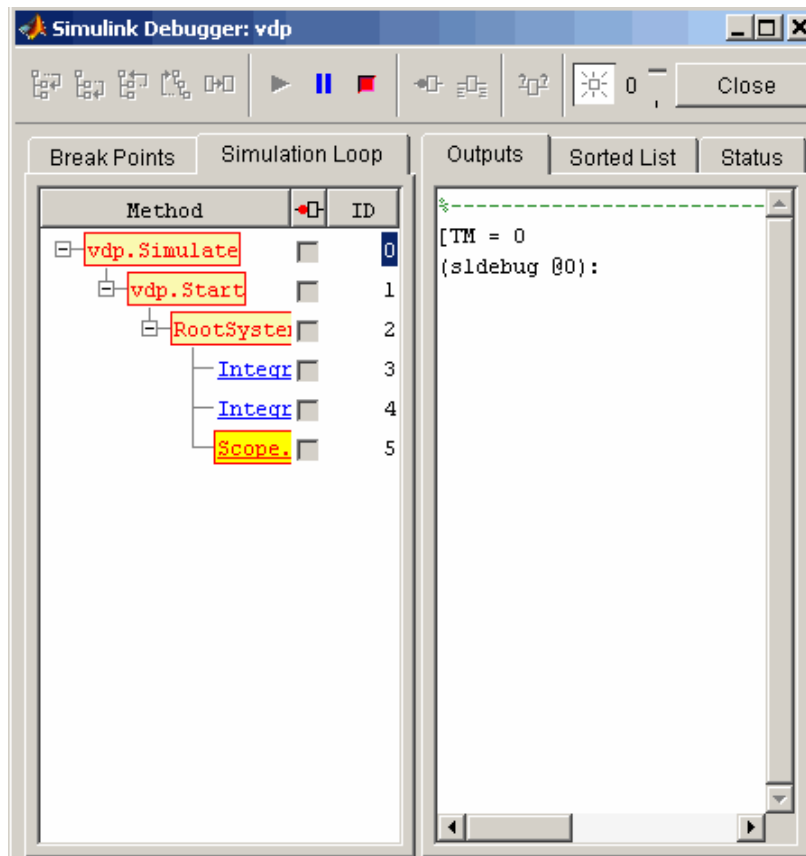 Simulink Debugger: vdp
0
Close
Break Points
Simulation Loop
Outputs
Sorted List
Status
Method ID
vdp.Simulate 0
vdp.Start 1
RootSyster 2
Integr 3
Integr 4
Scope. 5
%--------------------------
[TM = 0
(sldebug @0):